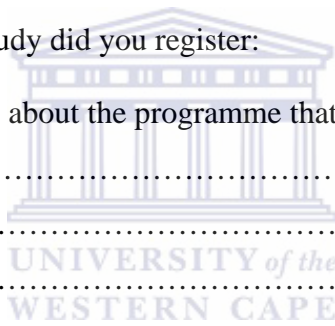 udy did you register:
about the programme that
……………………………
……………………………
UNIVERSITY of the
……………………………
WESTERN CAPE